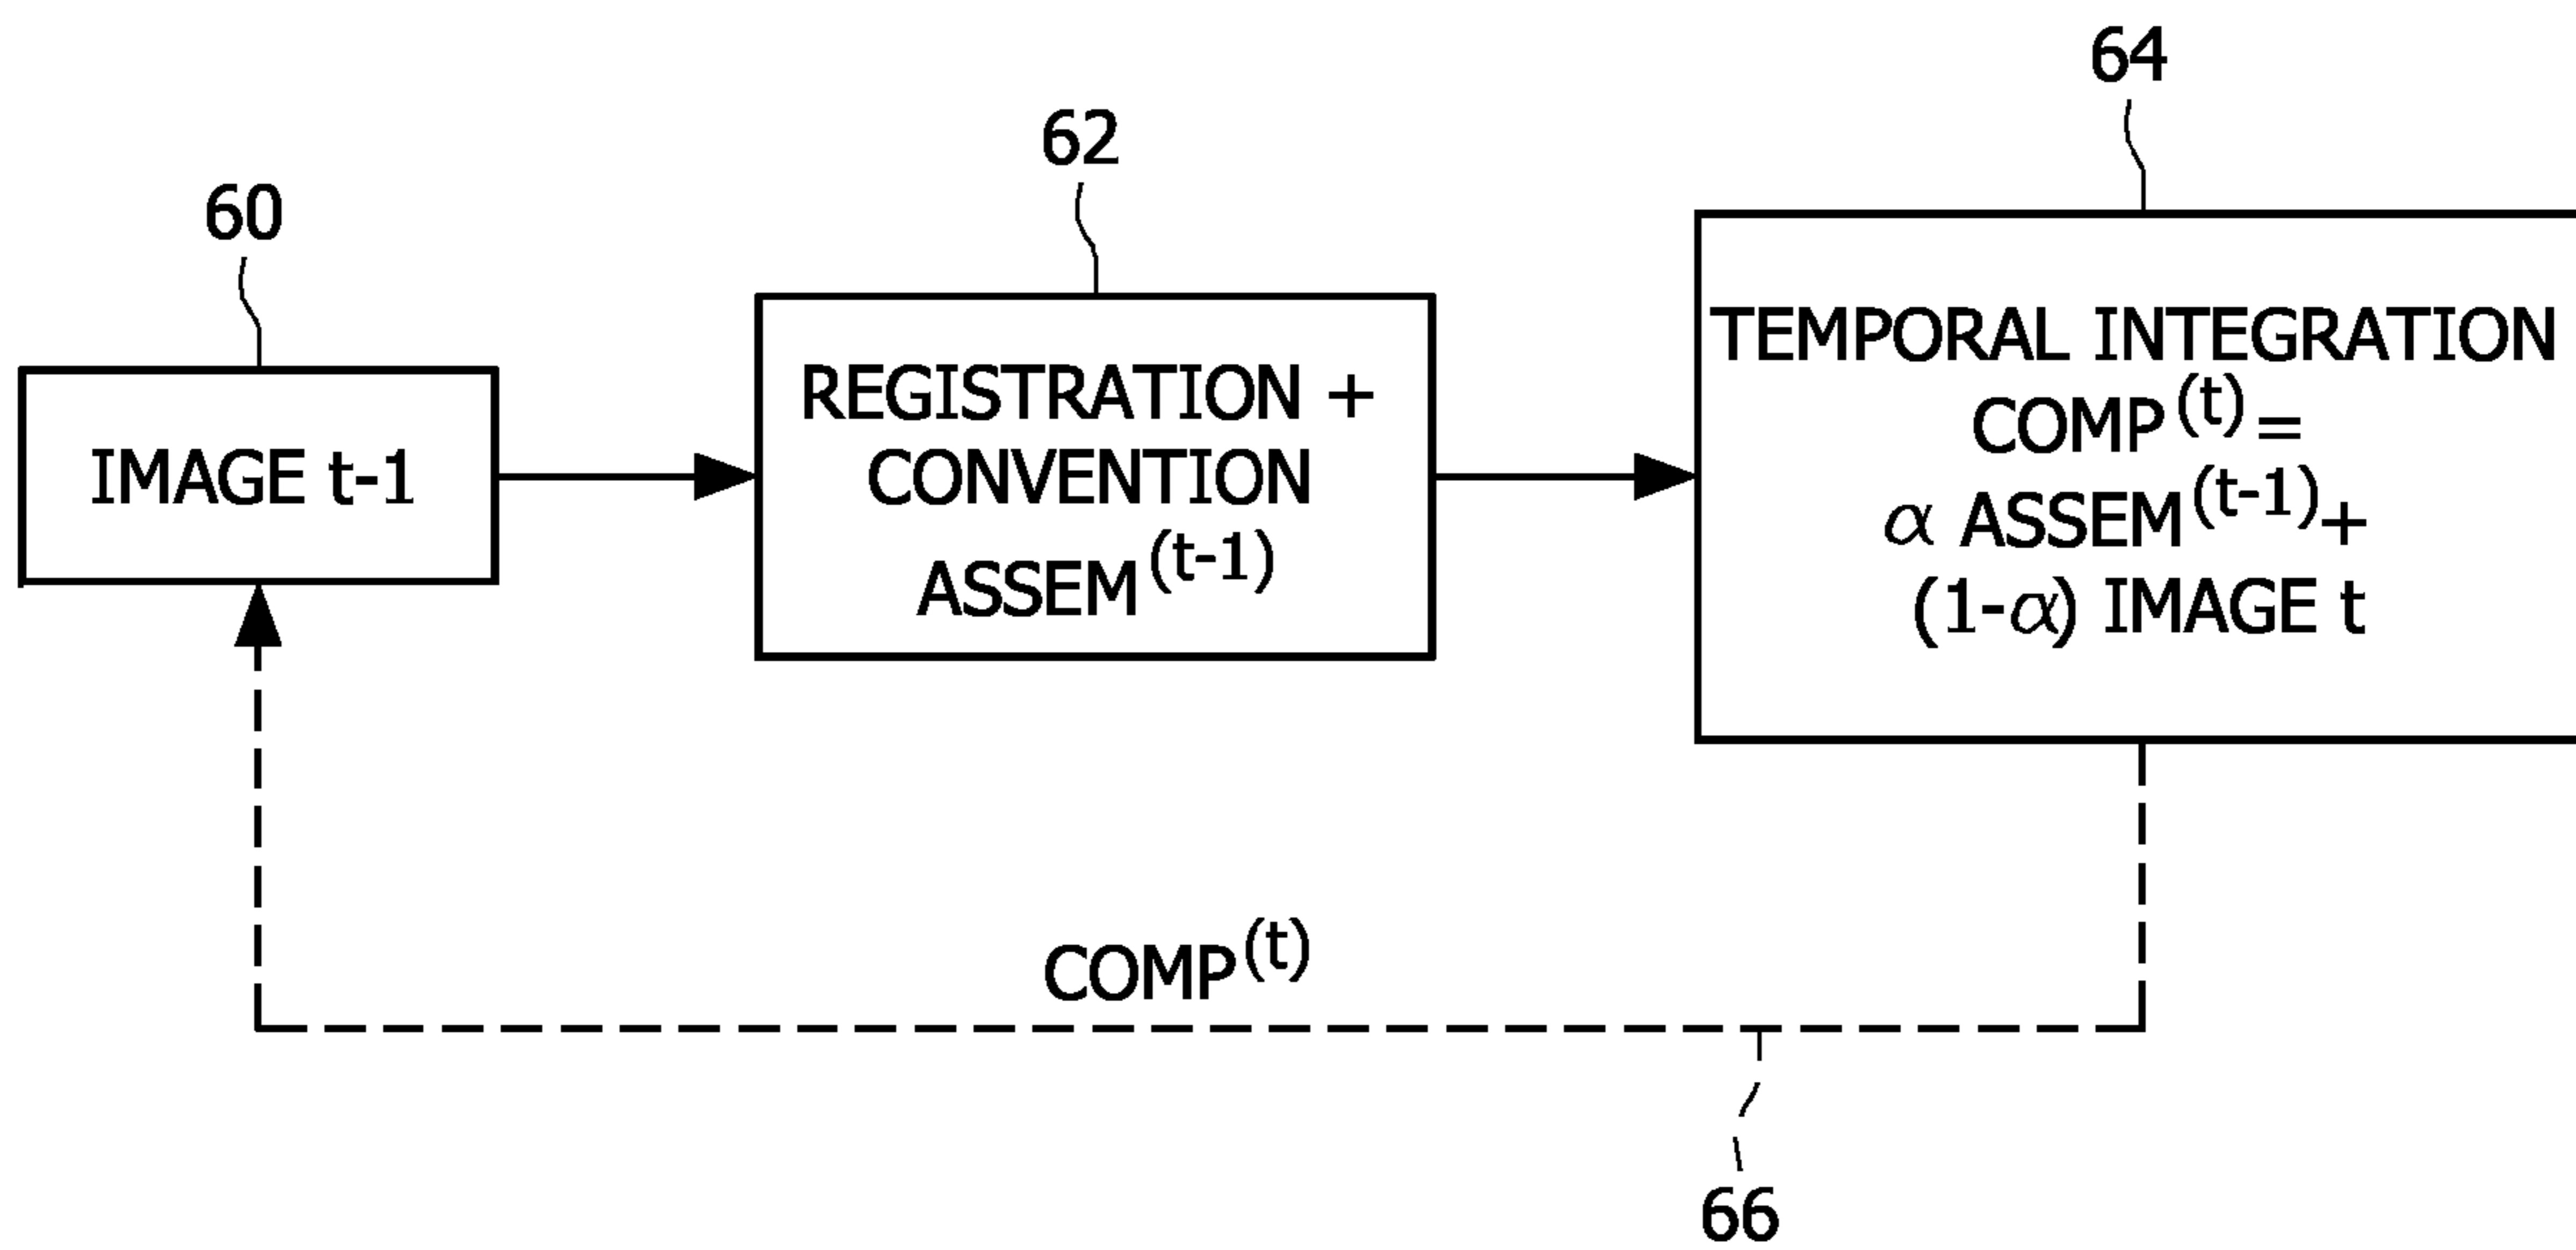 60
IMAGE t-1
62
REGISTRATION +
CONVENTION
ASSEM^(t-1)
64
TEMPORAL INTEGRATION
COMP^(t)=
α ASSEM^(t-1)+
(1-α) IMAGE t
COMP^(t)
66